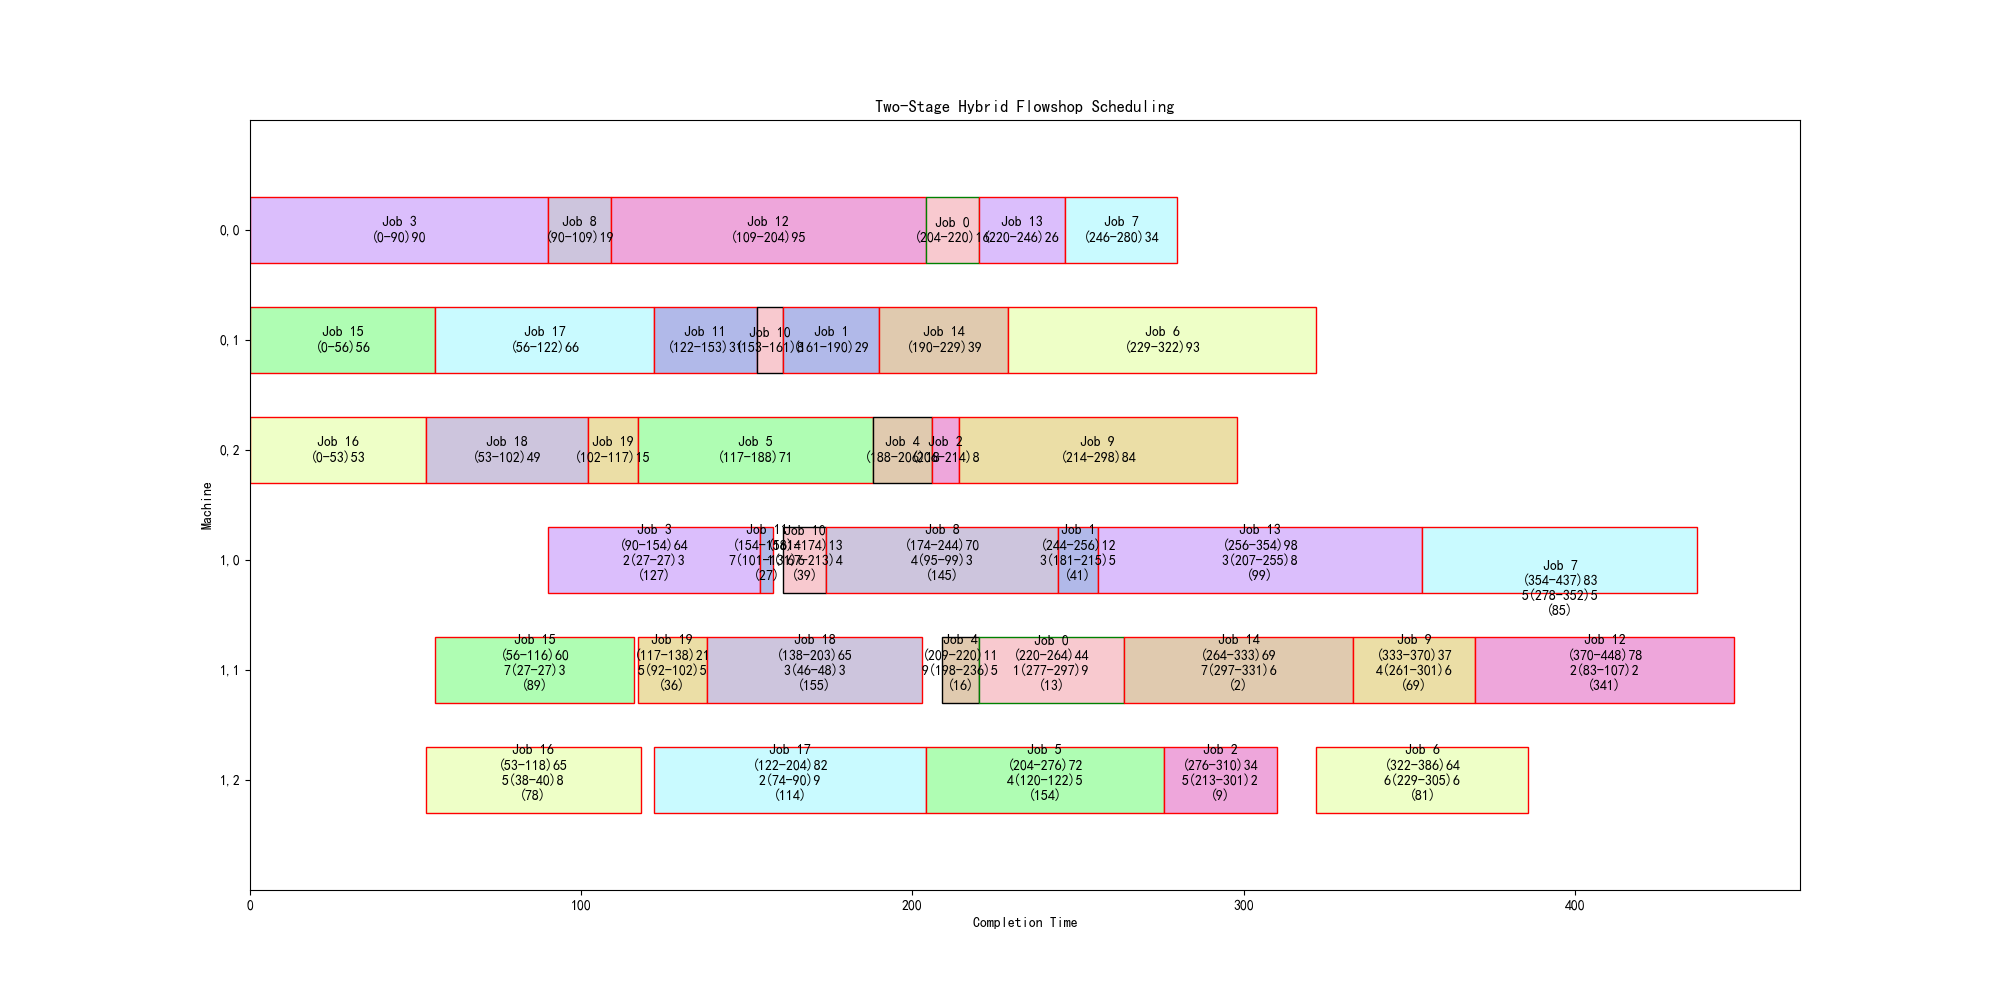 Two-Stage Hybrid Flowshop Scheduling
0,0
Job 3
(0-90)90
Job 8
(90-109)19
Job 12
(109-204)95
Job 0
(204-220)16
Job 13
(220-246)26
Job 7
(246-280)34
0,1
Job 15
(0-56)56
Job 17
(56-122)66
Job 11
(122-153)31
Job 10
(153-161)8
Job 1
(161-190)29
Job 14
(190-229)39
Job 6
(229-322)93
0,2
Job 16
(0-53)53
Job 18
(53-102)49
Job 19
(102-117)15
Job 5
(117-188)71
Job 4
(188-206)18
Job 2
(206-214)8
Job 9
(214-298)84
Machine
1,0
Job 3
(90-154)64
2(27-27)3
(127)
Job 11
(154-158)4
(27)
Job 10
(161-174)13
(39)
Job 8
(174-244)70
4(95-99)3
(145)
Job 1
(244-256)12
3(181-215)5
(41)
Job 13
(256-354)98
3(207-255)8
(99)
Job 7
(354-437)83
5(278-352)5
(85)
1,1
Job 15
(56-116)60
7(27-27)3
(89)
Job 19
(117-138)21
5(92-102)5
(36)
Job 18
(138-203)65
3(46-48)3
(155)
Job 4
(209-220)11
9(198-236)5
(16)
Job 0
(220-264)44
1(277-297)9
(13)
Job 14
(264-333)69
7(297-331)6
(2)
Job 9
(333-370)37
4(261-301)6
(69)
Job 12
(370-448)78
2(83-107)2
(341)
1,2
Job 16
(53-118)65
5(38-40)8
(78)
Job 17
(122-204)82
2(74-90)9
(114)
Job 5
(204-276)72
4(120-122)5
(154)
Job 2
(276-310)34
5(213-301)2
(9)
Job 6
(322-386)64
6(229-305)6
(81)
0
100
200
300
400
Completion Time